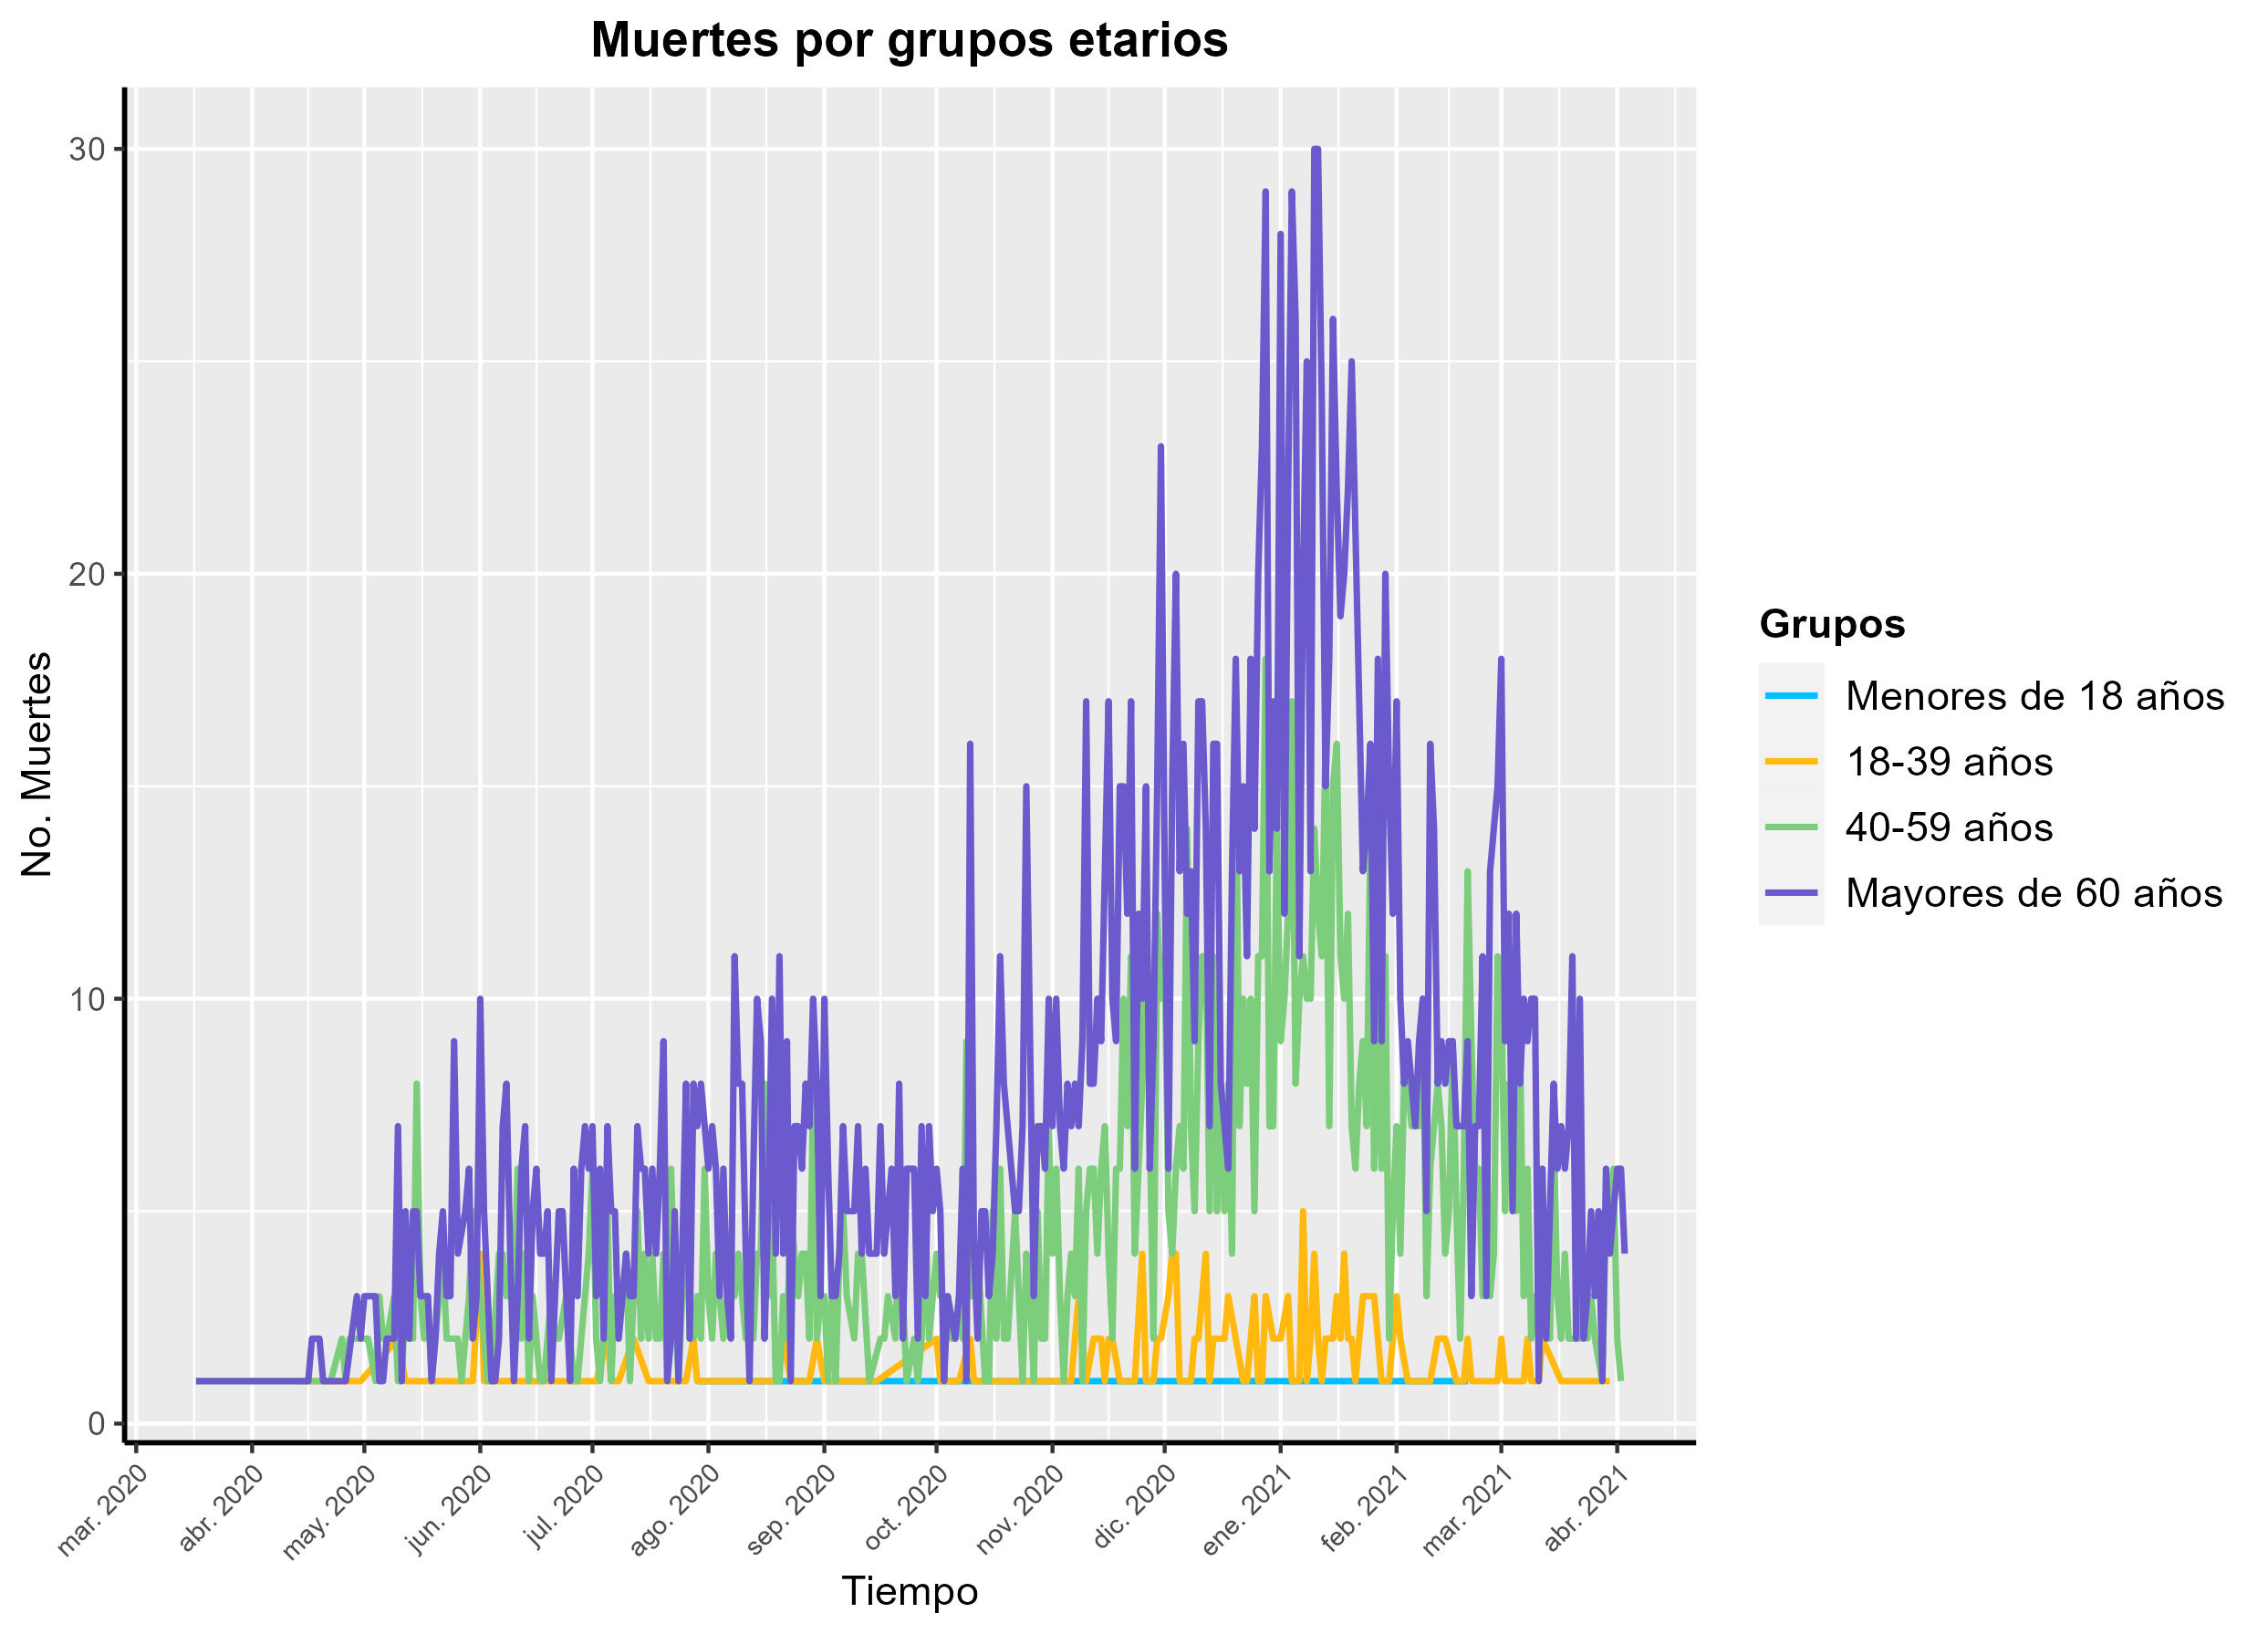 Muertes por grupos etarios
No. Muertes
30
20
10
0
mar. 2020
abr. 2020
may. 2020
jun. 2020
jul. 2020
ago. 2020
sep. 2020
oct. 2020
nov. 2020
dic. 2020
ene. 2021
feb. 2021
mar. 2021
abr. 2021
Tiempo
Grupos
Menores de 18 años
18-39 años
40-59 años
Mayores de 60 años